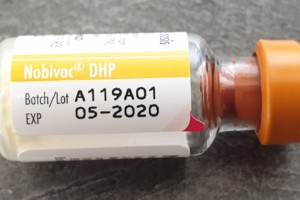 Nobivac® DHP
Batch/Lot A119A01
EXP 05-2020